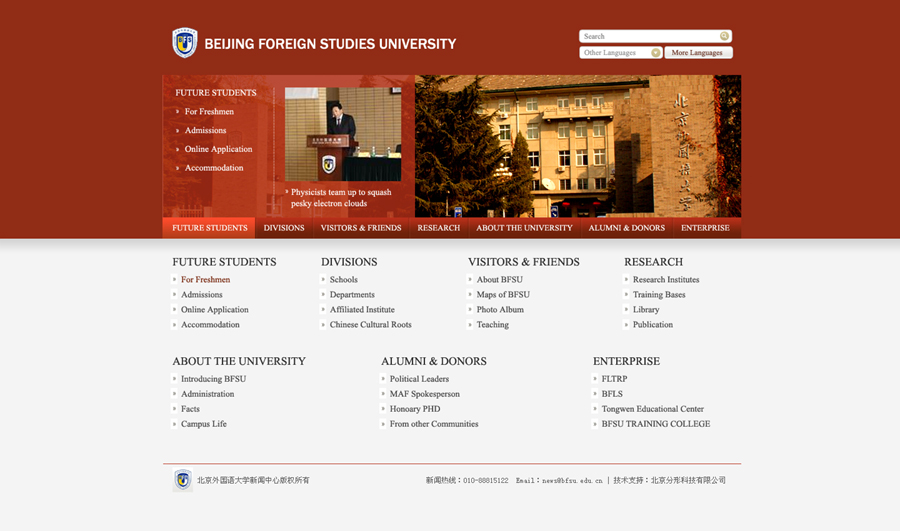 BEIJING FOREIGN STUDIES UNIVERSITY
Search
Other Languages
More Languages
FUTURE STUDENTS
For Freshmen
Admissions
Online Application
Accommodation
Physicists team up to squash
pesky electron clouds
FUTURE STUDENTS DIVISIONS VISITORS & FRIENDS RESEARCH ABOUT THE UNIVERSITY ALUMNI & DONORS ENTERPRISE
FUTURE STUDENTS
For Freshmen
Admissions
Online Application
Accommodation
DIVISIONS
Schools
Departments
Affiliated Institute
Chinese Cultural Roots
VISITORS & FRIENDS
About BFSU
Maps of BFSU
Photo Album
Teaching
RESEARCH
Research Institutes
Training Bases
Library
Publication
ABOUT THE UNIVERSITY
Introducing BFSU
Administration
Facts
Campus Life
ALUMNI & DONORS
Political Leaders
MAF Spokesperson
Honoary PHD
From other Communities
ENTERPRISE
FLTRP
BFLS
Tongwen Educational Center
BFSU TRAINING COLLEGE
北京外国语大学新闻中心版权所有
新闻热线：010-88815122 Email：news@bfsu.edu.cn | 技术支持：北京分形科技有限公司